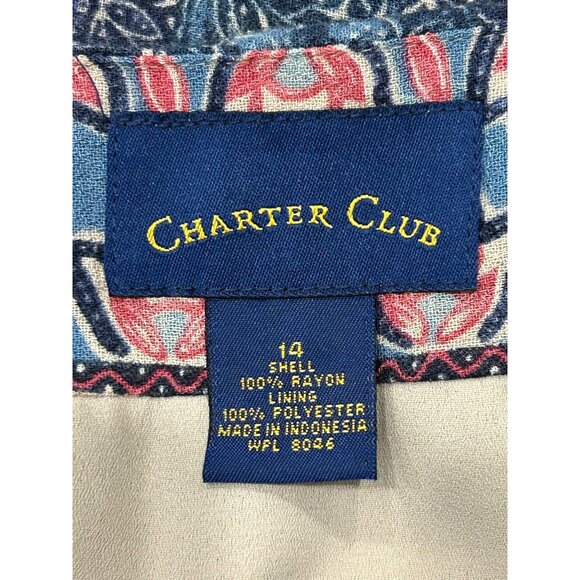 CHARTER CLUB
14
SHELL
100% RAYON
LINING
100% POLYESTER
MADE IN INDONESIA
WPL 8046